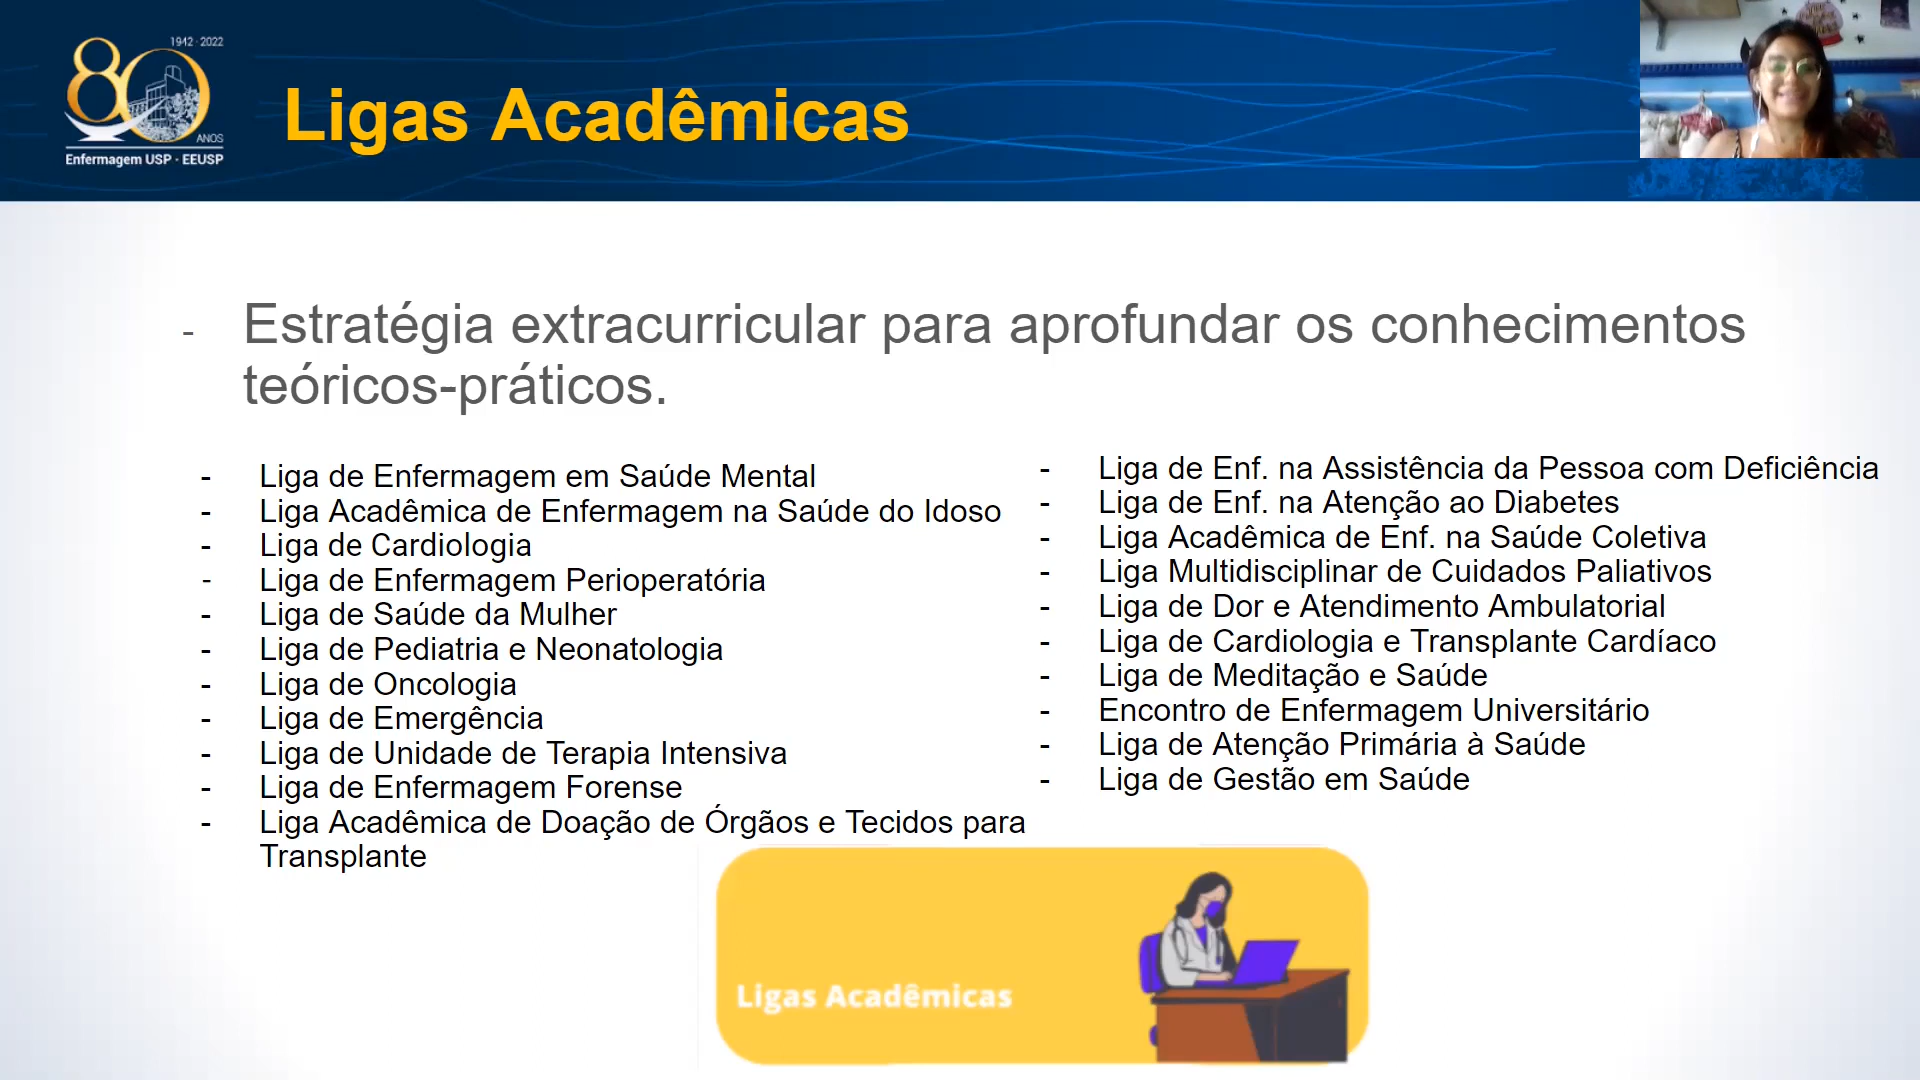 1942 - 2022
80
ANOS
Enfermagem USP · EEUSP
Ligas Acadêmicas
- Estratégia extracurricular para aprofundar os conhecimentos
teóricos-práticos.
- Liga de Enfermagem em Saúde Mental
- Liga Acadêmica de Enfermagem na Saúde do Idoso
- Liga de Cardiologia
- Liga de Enfermagem Perioperatória
- Liga de Saúde da Mulher
- Liga de Pediatria e Neonatologia
- Liga de Oncologia
- Liga de Emergência
- Liga de Unidade de Terapia Intensiva
- Liga de Enfermagem Forense
- Liga Acadêmica de Doação de Órgãos e Tecidos para
Transplante
- Liga de Enf. na Assistência da Pessoa com Deficiência
- Liga de Enf. na Atenção ao Diabetes
- Liga Acadêmica de Enf. na Saúde Coletiva
- Liga Multidisciplinar de Cuidados Paliativos
- Liga de Dor e Atendimento Ambulatorial
- Liga de Cardiologia e Transplante Cardíaco
- Liga de Meditação e Saúde
- Encontro de Enfermagem Universitário
- Liga de Atenção Primária à Saúde
- Liga de Gestão em Saúde
Ligas Acadêmicas